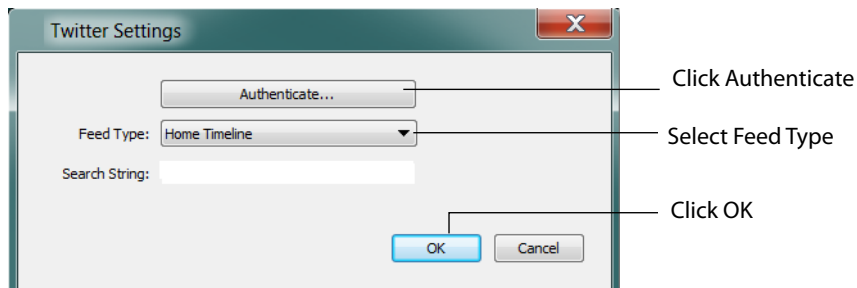 Twitter Settings
X
Authenticate...
Click Authenticate
Feed Type: Home Timeline
Select Feed Type
Search String:
Click OK
OK Cancel